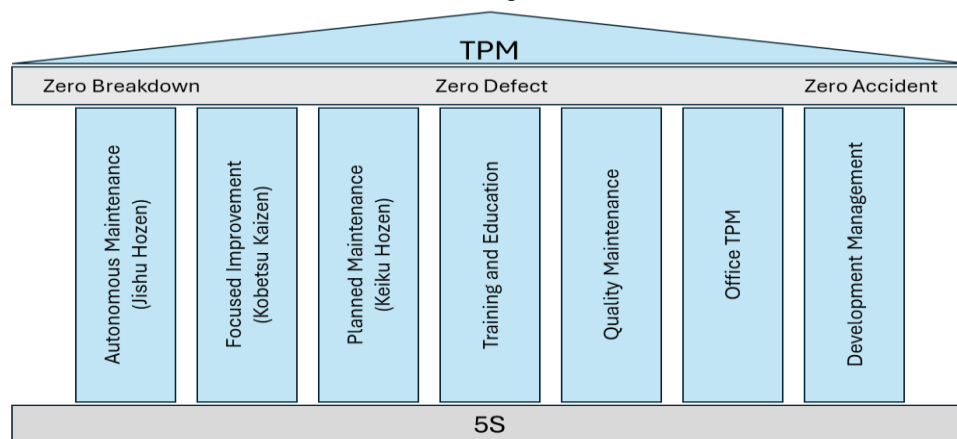 TPM
Zero Breakdown
Zero Defect
Zero Accident
Autonomous Maintenance
(Jishu Hozen)
Focused Improvement
(Kobetsu Kaizen)
Planned Maintenance
(Keiku Hozen)
Training and Education
Quality Maintenance
Office TPM
Development Management
5S